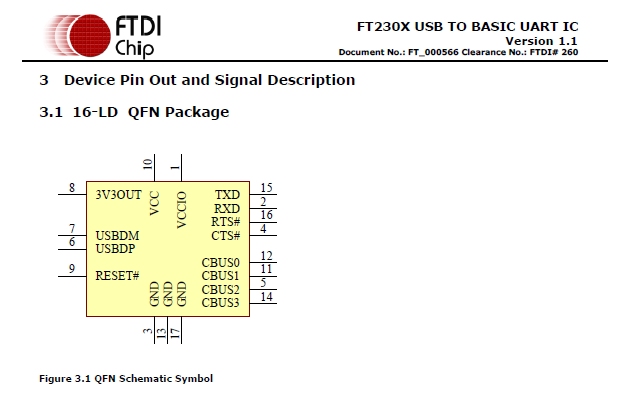 FTDI
Chip
FT230X USB TO BASIC UART IC
Version 1.1
Document No.: FT_000566 Clearance No.: FTDI# 260
3 Device Pin Out and Signal Description
3.1 16-LD QFN Package
10 1
8 3V3OUT VCC VCCIO TXD 15
RXD 2
RTS# 16
7 USBDM CTS# 4
6 USBDP
CBUS0 12
9 RESET# CBUS1 11
GND GND GND CBUS2 5
CBUS3 14
3 13 17
Figure 3.1 QFN Schematic Symbol